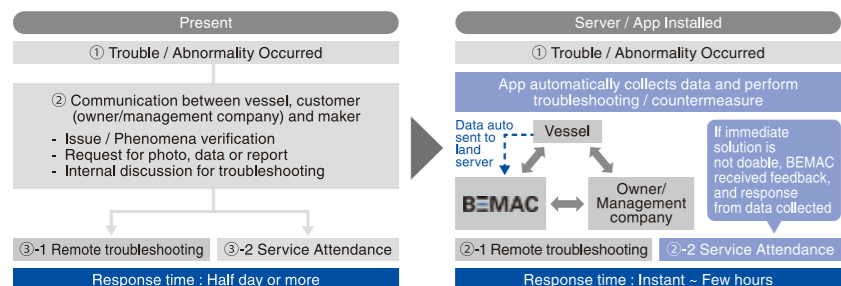 Present
① Trouble / Abnormality Occurred
② Communication between vessel, customer
(owner/management company) and maker
- Issue / Phenomena verification
- Request for photo, data or report
- Internal discussion for troubleshooting
③-1 Remote troubleshooting
③-2 Service Attendance
Response time : Half day or more
Server / App Installed
① Trouble / Abnormality Occurred
App automatically collects data and perform
troubleshooting / countermeasure
Data auto
sent to
land
server
Vessel
BEMAC
Owner/
Management
company
If immediate
solution is
not doable, BEMAC
received feedback,
and response
from data collected
②-1 Remote troubleshooting
②-2 Service Attendance
Response time : Instant ~ Few hours